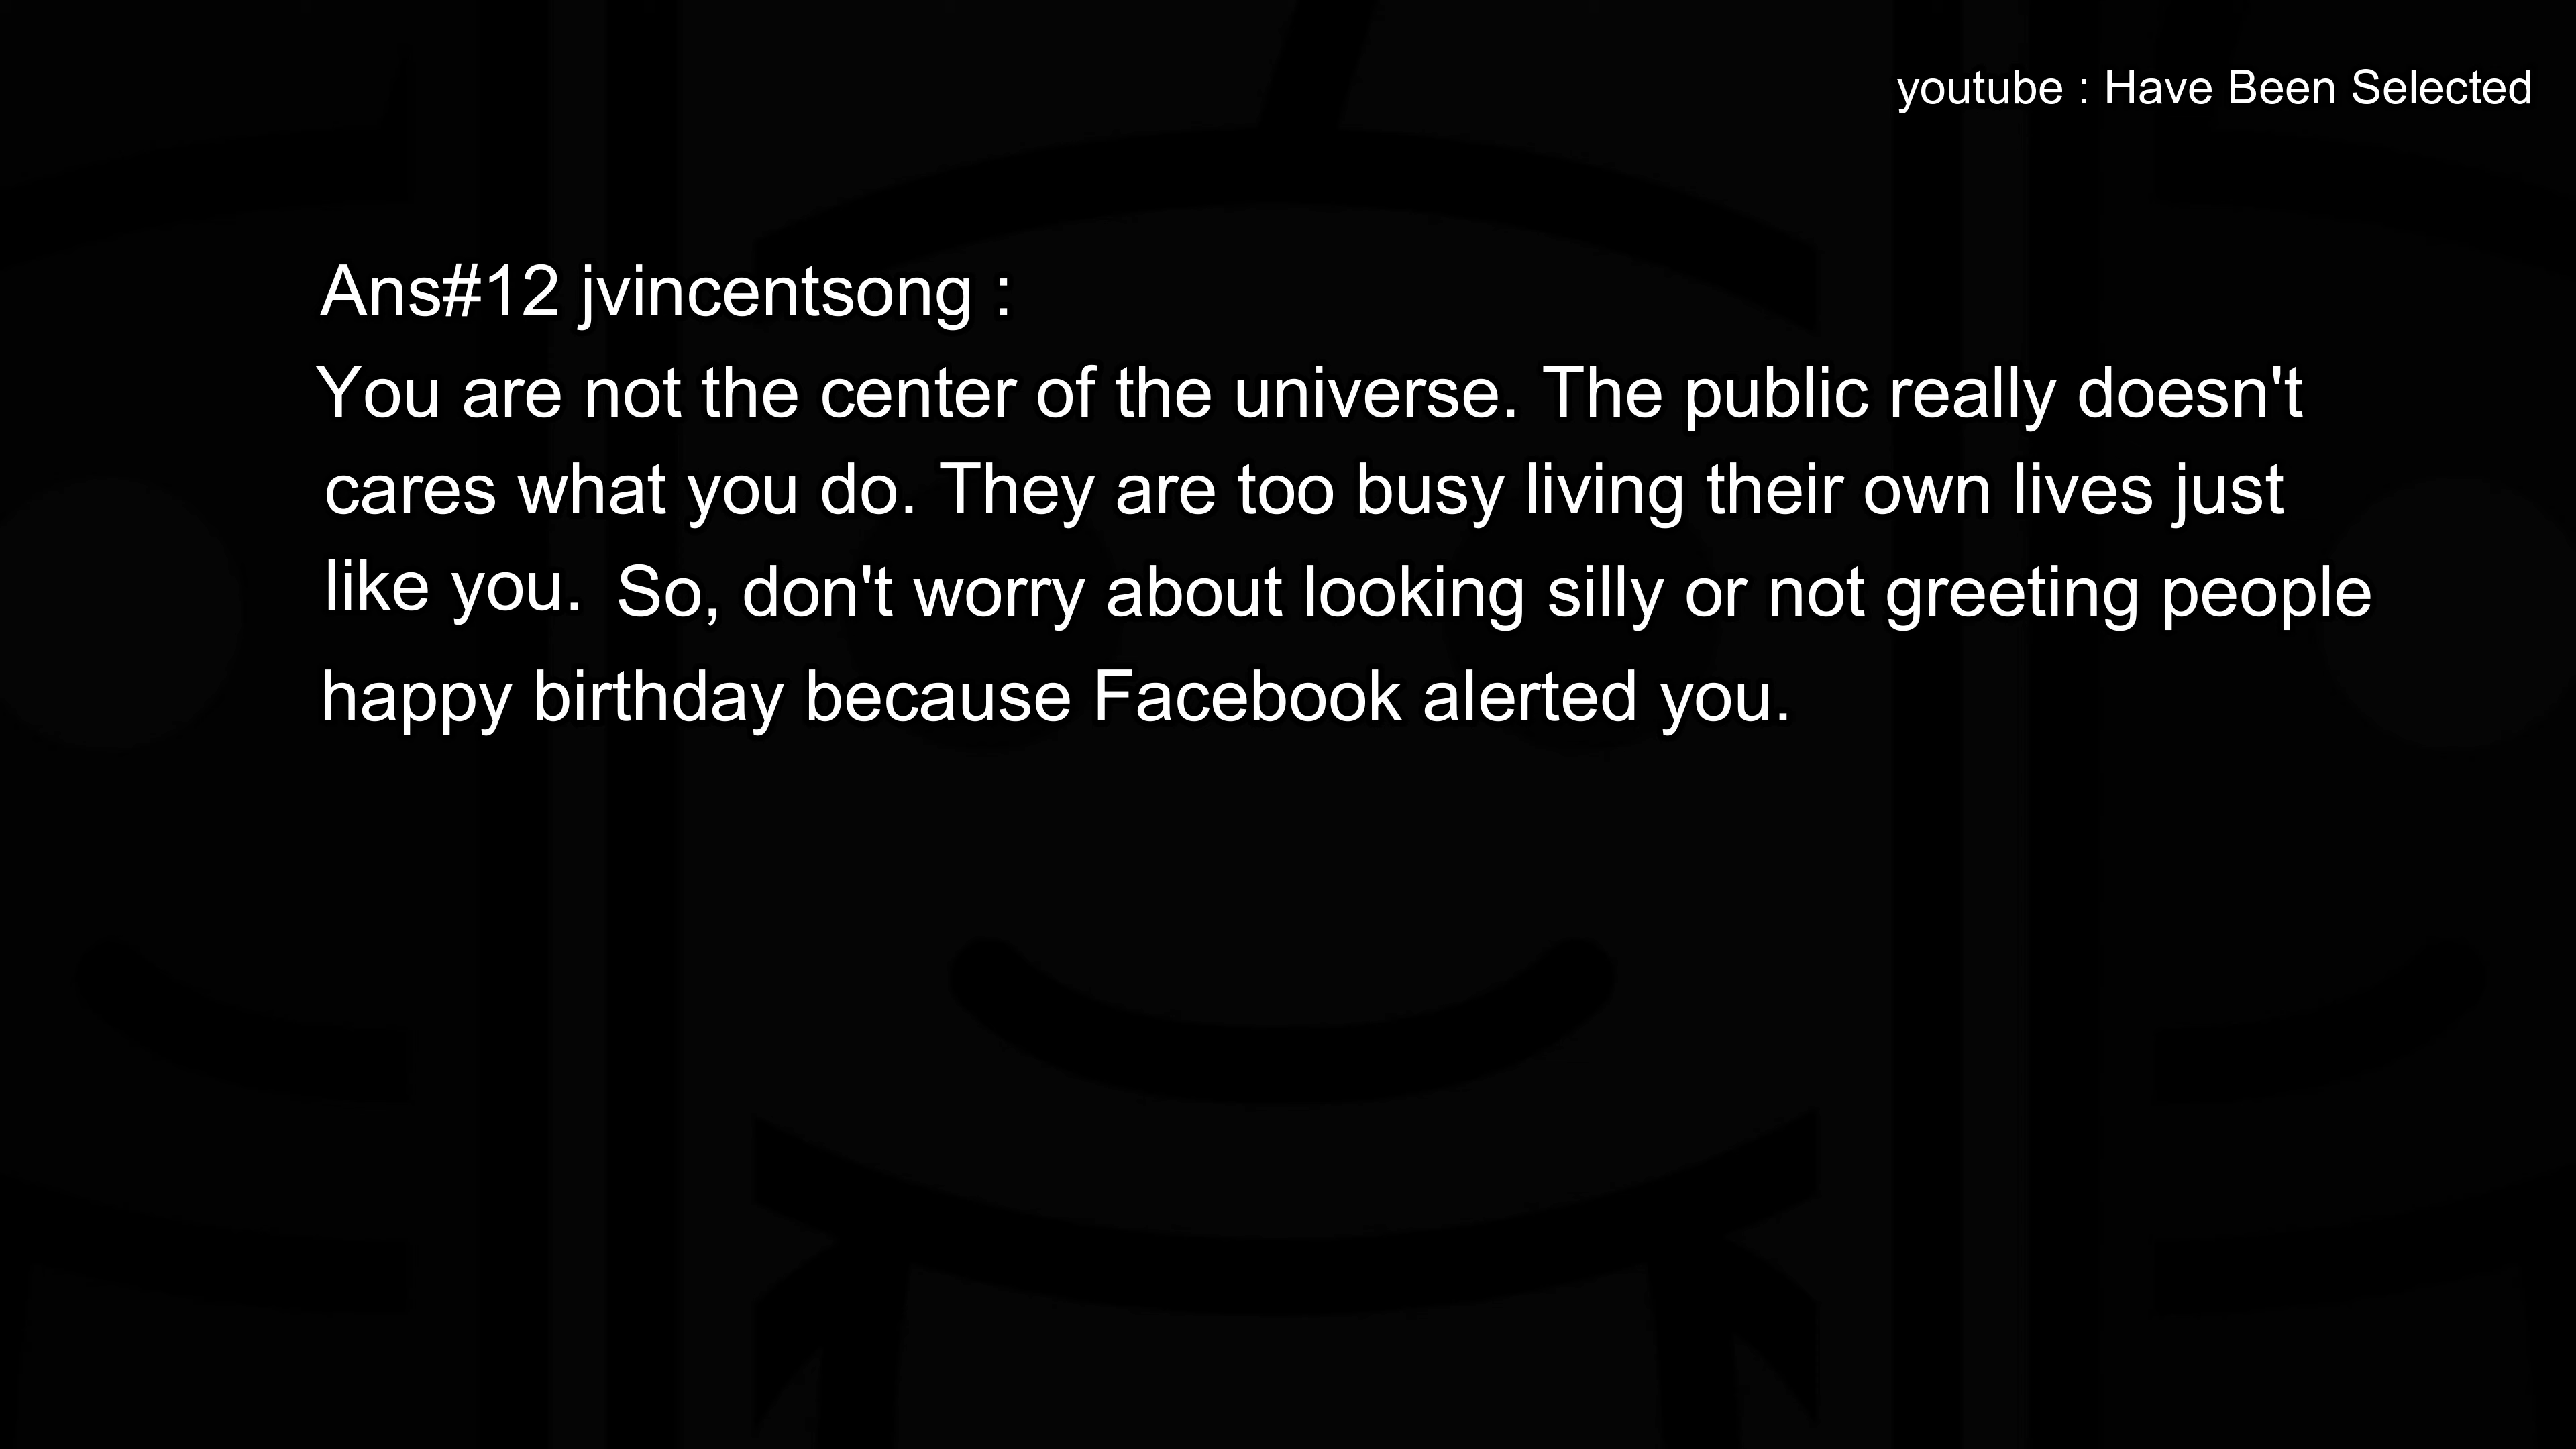 youtube : Have Been Selected
Ans#12 jvincentsong :
You are not the center of the universe. The public really doesn't
cares what you do. They are too busy living their own lives just
like you. So, don't worry about looking silly or not greeting people
happy birthday because Facebook alerted you.